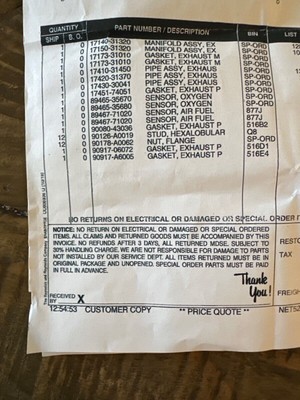 QUANTITY PART NUMBER / DESCRIPTION BIN LIST
SHIP B. O.
0 17140-31320 MANIFOLD ASSY, EX SP-ORD
1 0 17150-31320 MANIFOLD ASSY, EX SP-ORD
1 0 17173-31010 GASKET, EXHAUST M SP-ORD
1 0 17173-31010 GASKET, EXHAUST M SP-ORD
1 0 17410-31450 PIPE ASSY, EXHAUS SP-ORD
1 0 17420-31370 PIPE ASSY, EXHAUS SP-ORD
1 0 17430-30041 PIPE ASSY, EXHAUS SP-ORD
1 0 17451-74051 GASKET, EXHAUST P SP-ORD
1 0 89465-35670 SENSOR, OXYGEN SP-ORD
1 0 89465-35680 SENSOR, OXYGEN SP-ORD
1 0 89467-71020 SENSOR, AIR FUEL 877J
1 0 89467-71020 SENSOR, AIR FUEL 877J
1 0 90080-43036 GASKET, EXHAUST P 516B2
12 0 90126-A0019 STUD, HEXALOBULAR Q8
12 0 90178-A0062 NUT, FLANGE SP-ORD
1 0 90917-06072 GASKET, EXHAUST P 516D1
1 0 90917-A6005 GASKET, EXHAUST P 516E4
NO RETURNS ON ELECTRICAL OR DAMAGED OR SPECIAL ORDER
NOTICE: NO RETURN ON ELECTRICAL OR DAMAGED OR SPECIAL ORDERED
ITEMS. ALL CLAIMS AND RETURNED GOODS MUST BE ACCOMPANIED BY THIS
INVOICE. NO REFUNDS AFTER 3 DAYS, ALL RETURNED MDSE. SUBJECT TO
30% HANDLING CHARGE. WE ARE NOT RESPONSIBLE FOR DAMAGE TO PARTS
NOT INSTALLED BY OUR SERVICE DEPT. ALL ITEMS RETURNED MUST BE IN
ORIGINAL PACKAGE AND UNOPENED. SPECIAL ORDER PARTS MUST BE PAID
IN FULL IN ADVANCE.
RESTO
TAX
Thank
You!
FREIGH
RECEIVED
BY X
12:54:53 CUSTOMER COPY ** PRICE QUOTE ** NET52